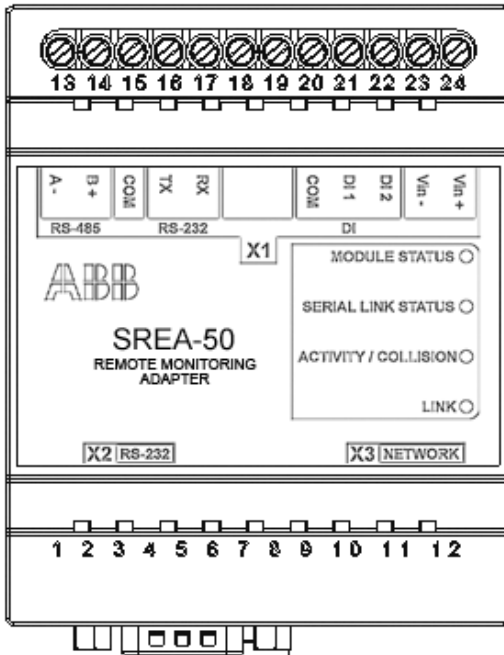 13 14 15 16 17 18 19 20 21 22 23 24
A - B + COM TX RX COM DI 1 DI 2 Vin - Vin +
RS-485 RS-232 DI
X1
MODULE STATUS
ABB
SERIAL LINK STATUS
SREA-50
REMOTE MONITORING
ADAPTER
ACTIVITY / COLLISION
LINK
X2 RS-232 X3 NETWORK
1 2 3 4 5 6 7 8 9 10 11 12